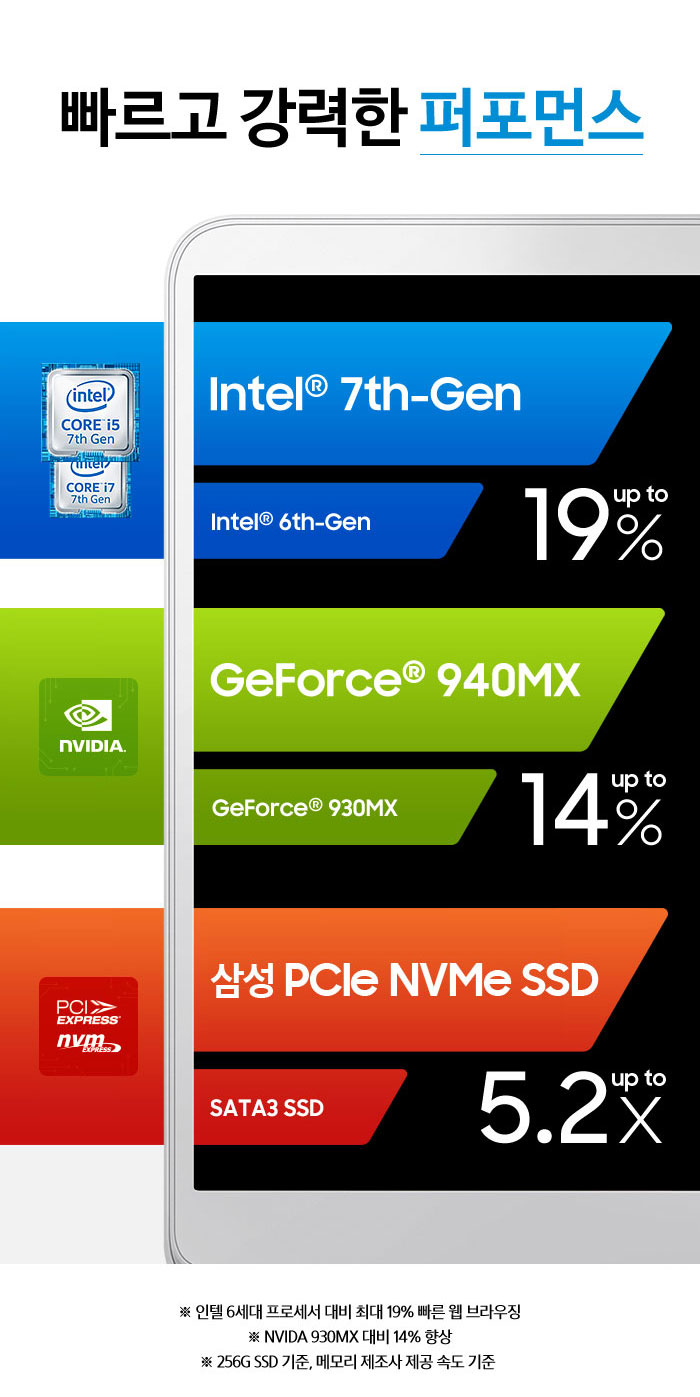 빠르고 강력한 퍼포먼스
intel
CORE i5
7th Gen
intel
CORE i7
7th Gen
Intel® 7th-Gen
Intel® 6th-Gen
up to
19%
NVIDIA.
GeForce® 940MX
GeForce® 930MX
up to
14%
PCI
EXPRESS®
nvm
EXPRESS
삼성 PCIe NVMe SSD
SATA3 SSD
up to
5.2X
※ 인텔 6세대 프로세서 대비 최대 19% 빠른 웹 브라우징
※ NVIDA 930MX 대비 14% 향상
※ 256G SSD 기준, 메모리 제조사 제공 속도 기준